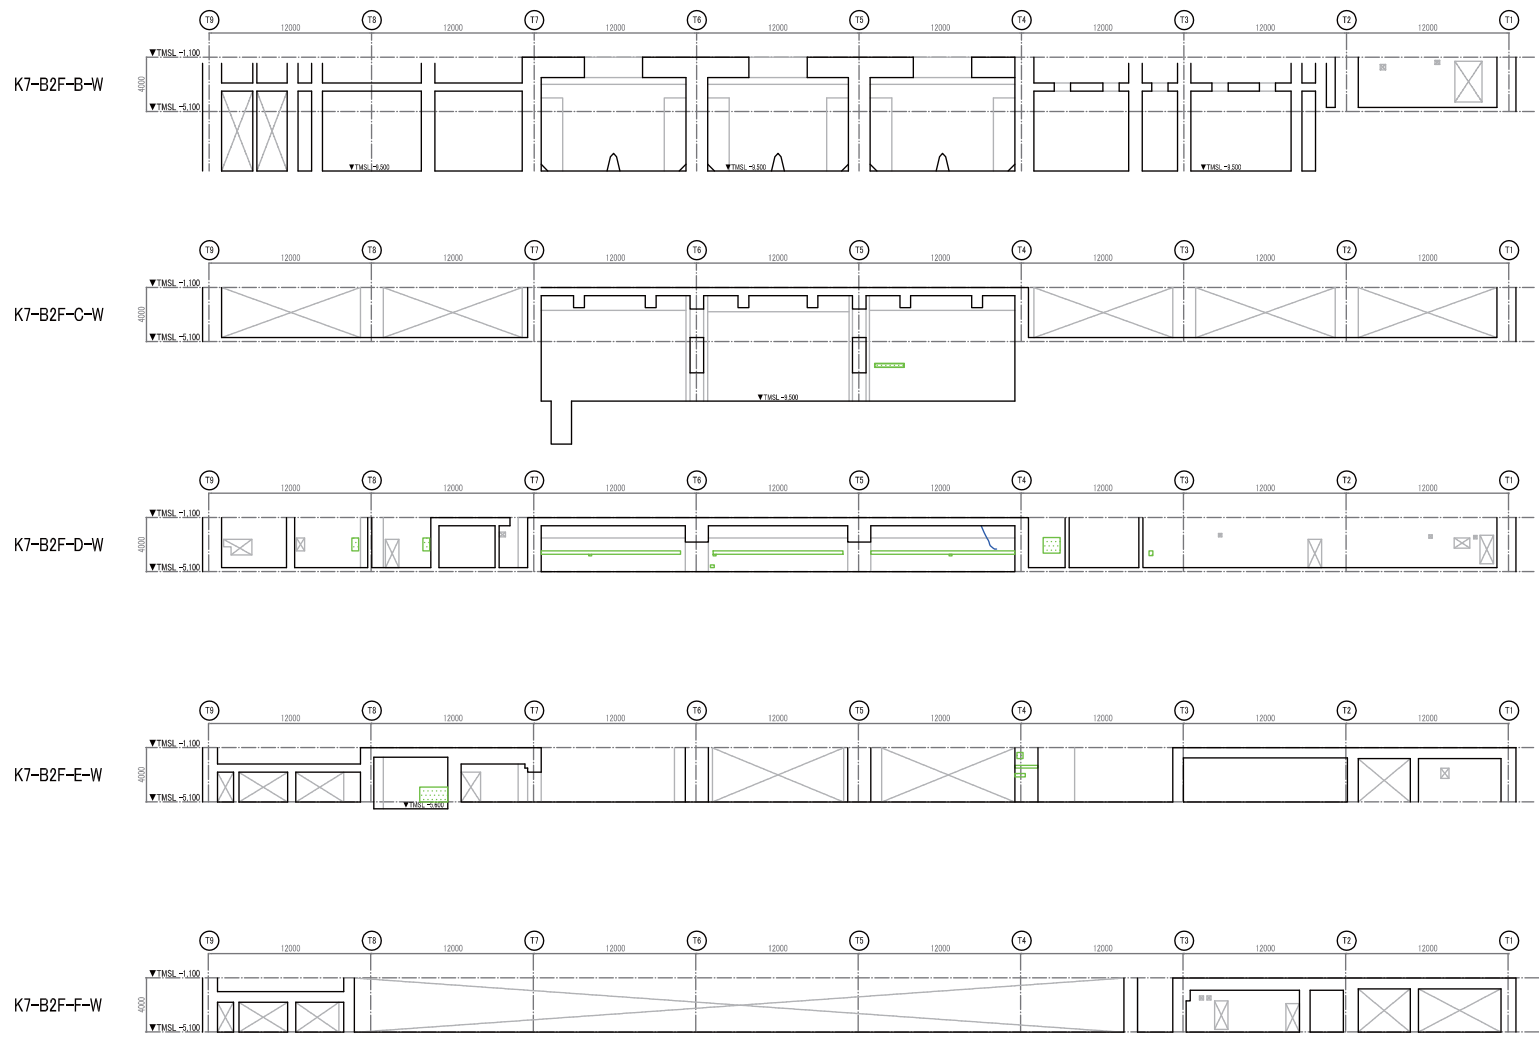 T9 T8 T7 T6 T5 T4 T3 T2 T1
12000 12000 12000 12000 12000 12000 12000 12000
▼TMSL -1.100
K7-B2F-B-W
4000
▼TMSL -5.100
▼TMSL -9.500 ▼TMSL -9.500 ▼TMSL -9.500
T9 T8 T7 T6 T5 T4 T3 T2 T1
12000 12000 12000 12000 12000 12000 12000 12000
▼TMSL -1.100
K7-B2F-C-W
4000
▼TMSL -5.100
▼TMSL -9.500
T9 T8 T7 T6 T5 T4 T3 T2 T1
12000 12000 12000 12000 12000 12000 12000 12000
▼TMSL -1.100
K7-B2F-D-W
4000
▼TMSL -5.100
T9 T8 T7 T6 T5 T4 T3 T2 T1
12000 12000 12000 12000 12000 12000 12000 12000
▼TMSL -1.100
K7-B2F-E-W
4000
▼TMSL -5.100
▼TMSL -5.600
T9 T8 T7 T6 T5 T4 T3 T2 T1
12000 12000 12000 12000 12000 12000 12000 12000
▼TMSL -1.100
K7-B2F-F-W
4000
▼TMSL -5.100